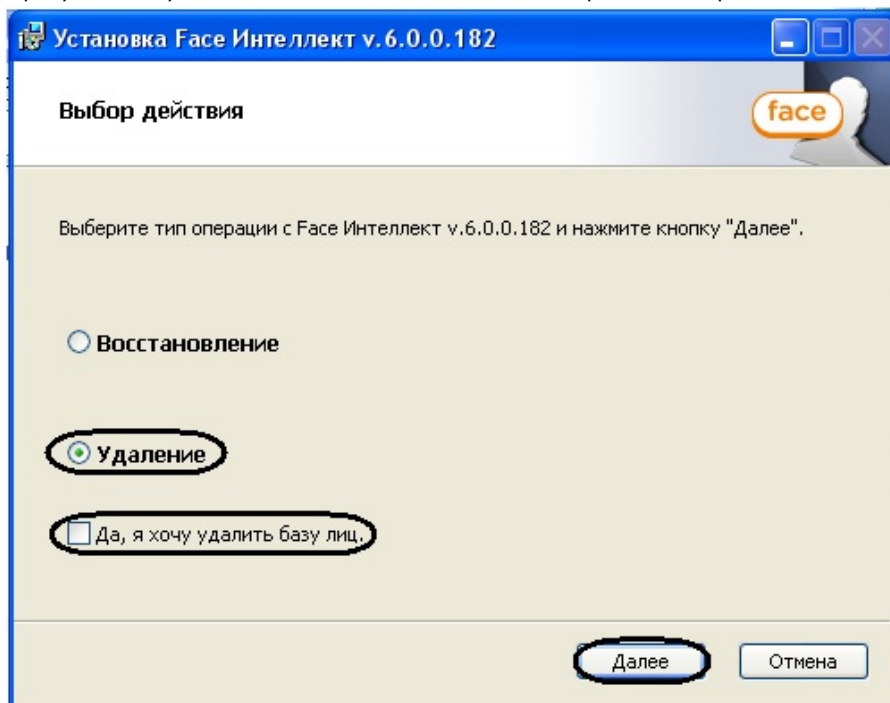 Установка Face Интеллект v.6.0.0.182
Выбор действия
face
Выберите тип операции с Face Интеллект v.6.0.0.182 и нажмите кнопку "Далее".
Восстановление
Удаление
Да, я хочу удалить базу лиц.
Далее
Отмена